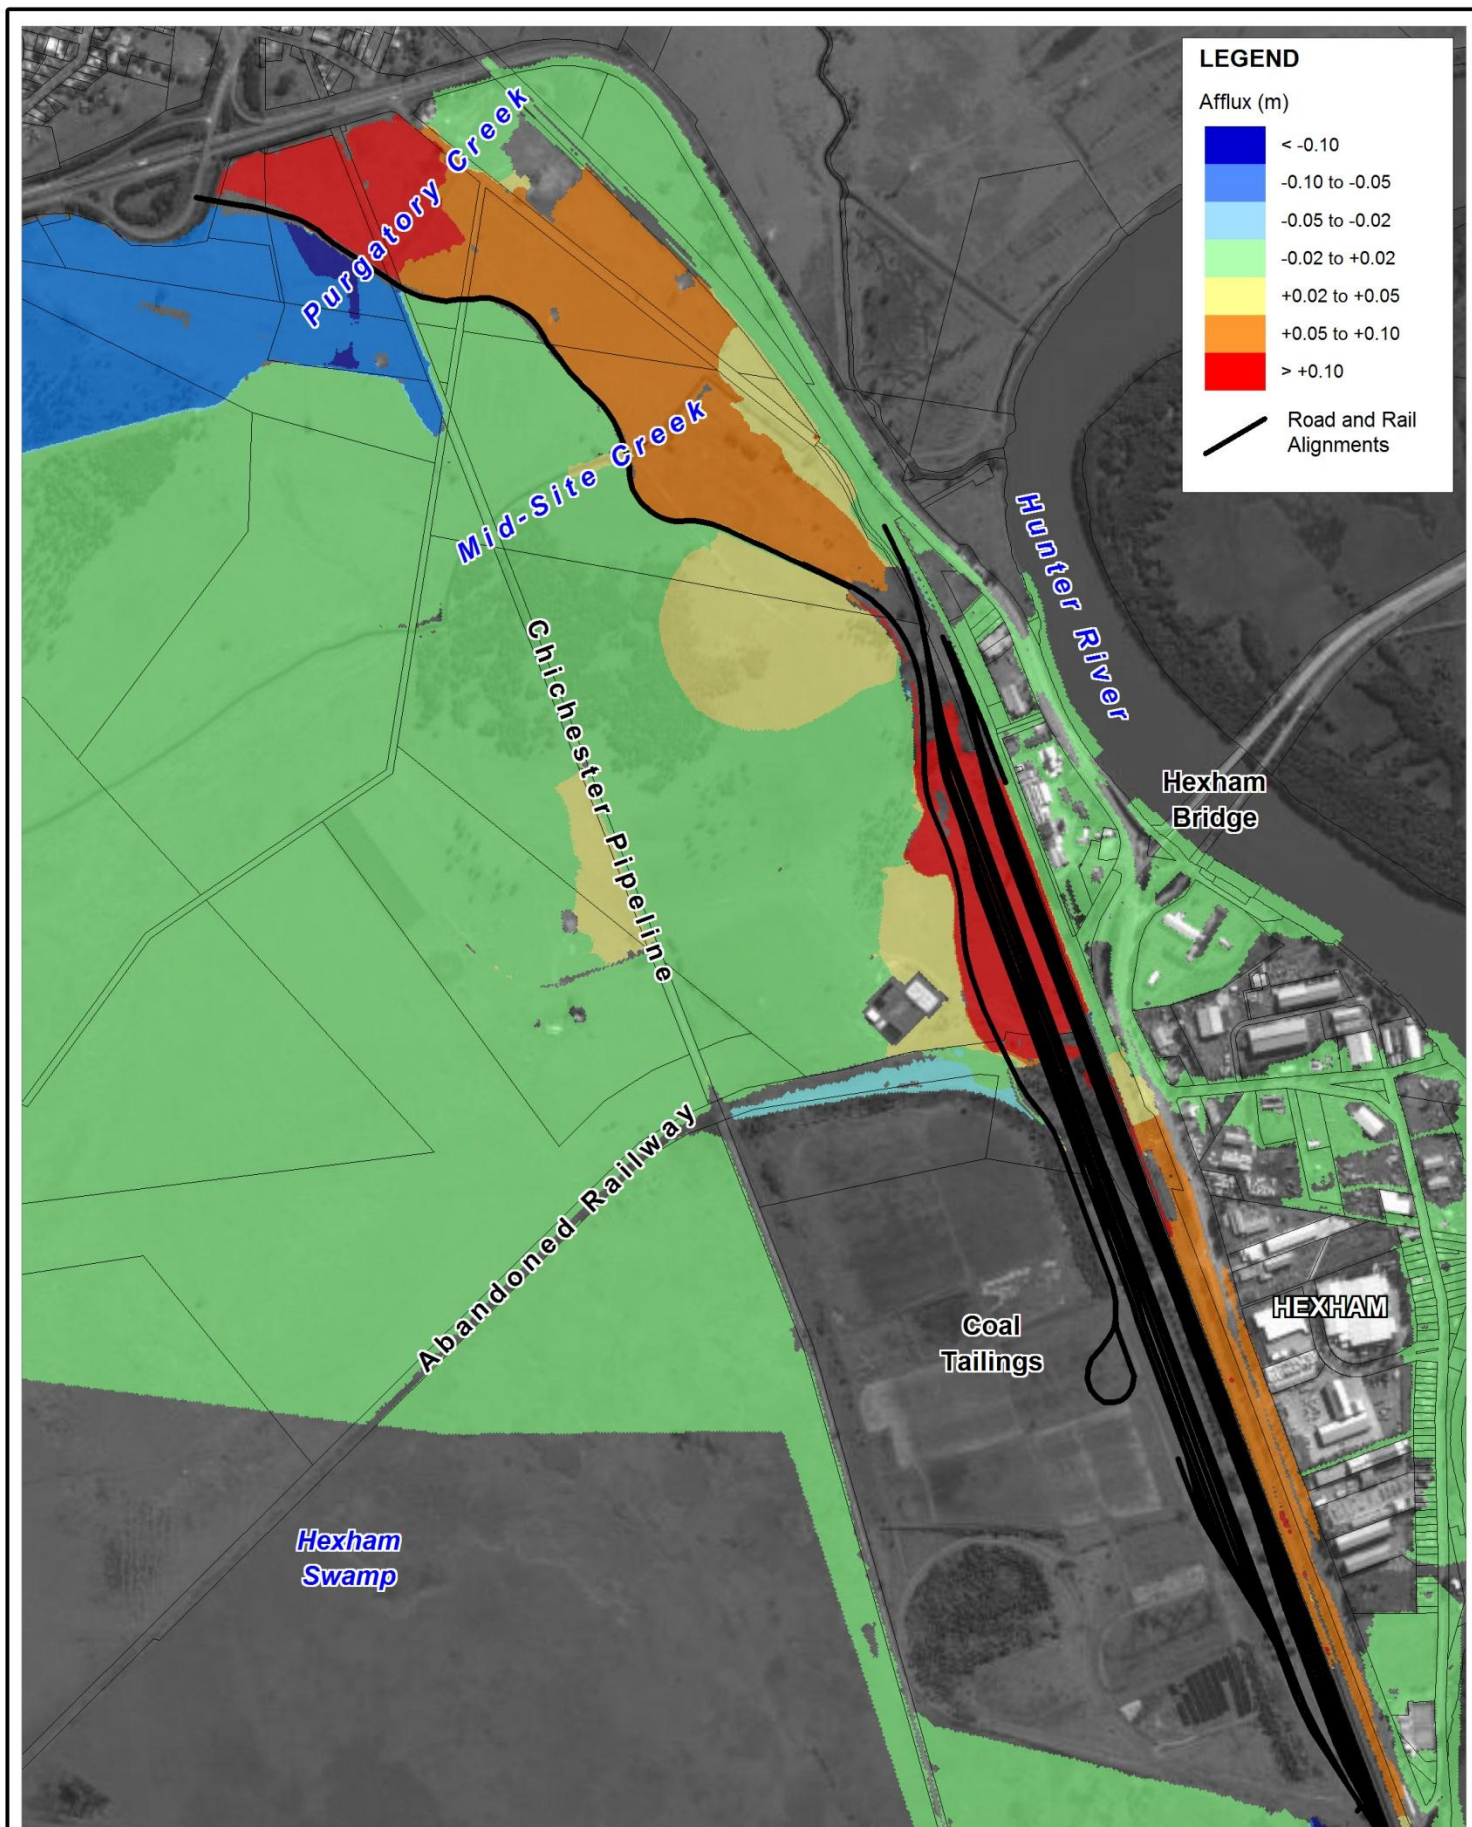 LEGEND
Afflux (m)
< -0.10
-0.10 to -0.05
-0.05 to -0.02
-0.02 to +0.02
+0.02 to +0.05
+0.05 to +0.10
> +0.10
Road and Rail
Alignments
Purgatory Creek
Mid-Site Creek
Hunter River
Chichester Pipeline
Hexham
Bridge
Abandoned Railway
HEXHAM
Coal
Tailings
Hexham
Swamp